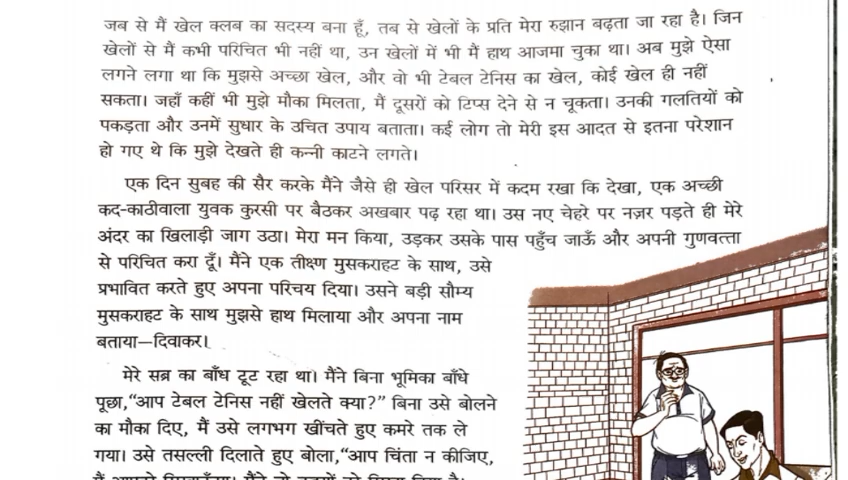 जब से मैं खेल क्लब का सदस्य बना हूँ, तब से खेलों के प्रति मेरा रुझान बढ़ता जा रहा है। जिन
खेलों से मैं कभी परिचित भी नहीं था, उन खेलों में भी मैं हाथ आजमा चुका था। अब मुझे ऐसा
लगने लगा था कि मुझसे अच्छा खेल, और वो भी टेबल टेनिस का खेल, कोई खेल ही नहीं
सकता। जहाँ कहीं भी मुझे मौका मिलता, मैं दूसरों को टिप्स देने से न चूकता। उनकी गलतियों को
पकड़ता और उनमें सुधार के उचित उपाय बताता। कई लोग तो मेरी इस आदत से इतना परेशान
हो गए थे कि मुझे देखते ही कन्नी काटने लगते।
एक दिन सुबह की सैर करके मैंने जैसे ही खेल परिसर में कदम रखा कि देखा, एक अच्छी
कद-काठीवाला युवक कुरसी पर बैठकर अखबार पढ़ रहा था। उस नए चेहरे पर नज़र पड़ते ही मेरे
अंदर का खिलाड़ी जाग उठा। मेरा मन किया, उड़कर उसके पास पहुँच जाऊँ और अपनी गुणवत्ता
से परिचित करा दूँ। मैंने एक तीक्ष्ण मुसकराहट के साथ, उसे
प्रभावित करते हुए अपना परिचय दिया। उसने बड़ी सौम्य
मुसकराहट के साथ मुझसे हाथ मिलाया और अपना नाम
बताया—दिवाकर।
मेरे सब्र का बाँध टूट रहा था। मैंने बिना भूमिका बाँधे
पूछा,“आप टेबल टेनिस नहीं खेलते क्या?” बिना उसे बोलने
का मौका दिए, मैं उसे लगभग खींचते हुए कमरे तक ले
गया। उसे तसल्ली दिलाते हुए बोला,“आप चिंता न कीजिए,